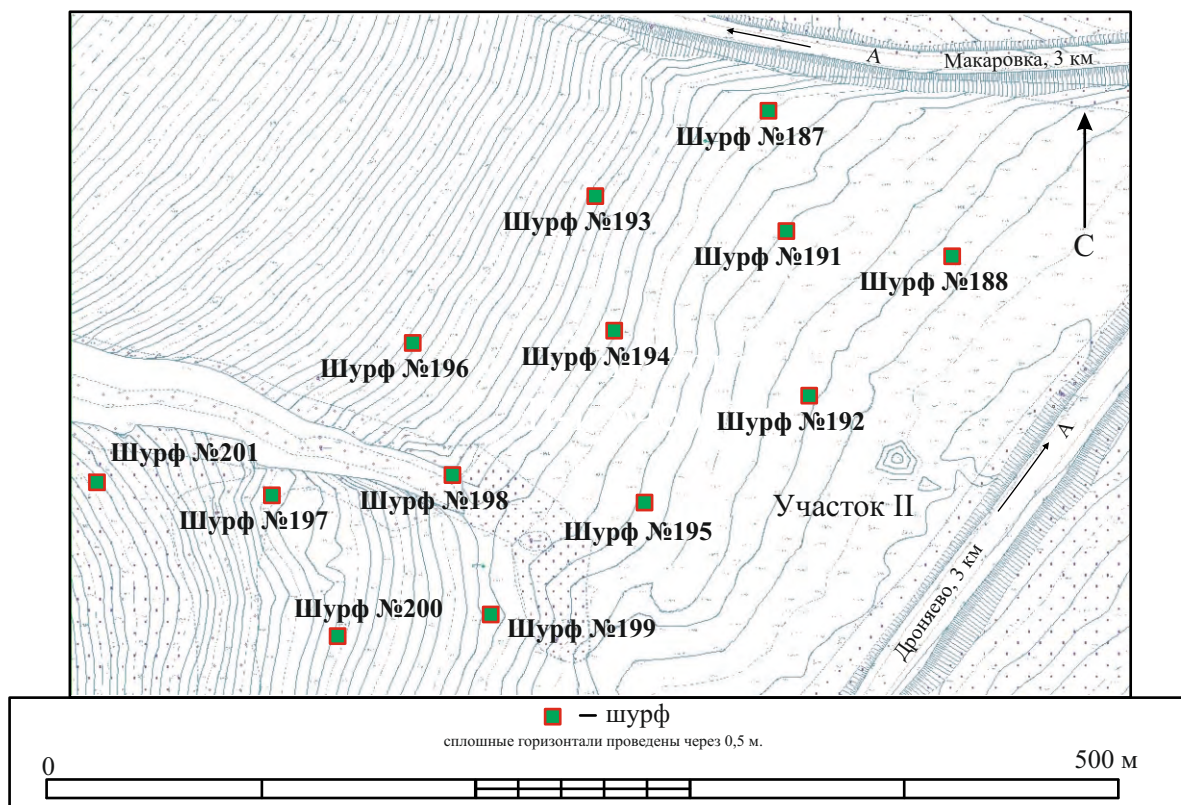 А
Макаровка, 3 км
Шурф №187
Шурф №193
Шурф №191
С
Шурф №188
Шурф №194
Шурф №196
Шурф №192
А
Шурф №201
Шурф №198
Шурф №197
Участок II
Шурф №195
Дроняево, 3 км
Шурф №200
Шурф №199
– шурф
сплошные горизонтали проведены через 0,5 м.
0
500 м